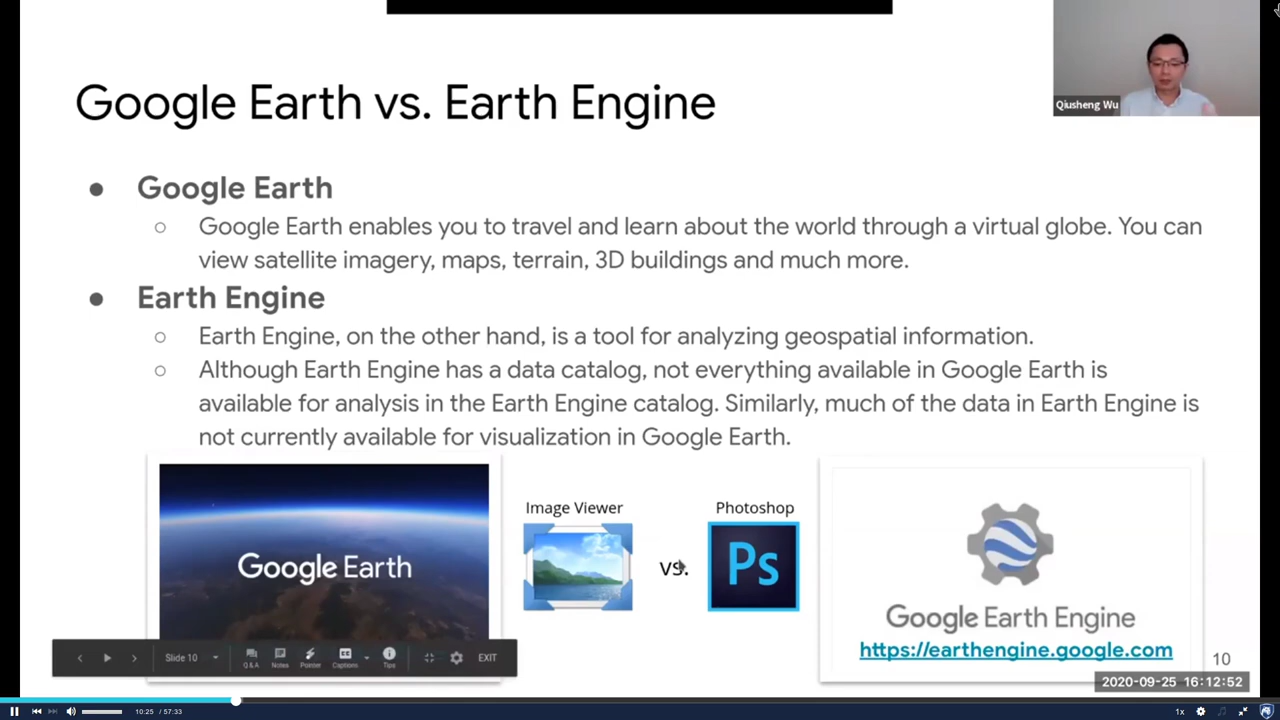 Qiusheng Wu
Google Earth vs. Earth Engine
● Google Earth
○ Google Earth enables you to travel and learn about the world through a virtual globe. You can
view satellite imagery, maps, terrain, 3D buildings and much more.
● Earth Engine
○ Earth Engine, on the other hand, is a tool for analyzing geospatial information.
○ Although Earth Engine has a data catalog, not everything available in Google Earth is
available for analysis in the Earth Engine catalog. Similarly, much of the data in Earth Engine is
not currently available for visualization in Google Earth.
Google Earth
Image Viewer
vs.
Photoshop
Ps
Google Earth Engine
https://earthengine.google.com
Slide 10
Q&A
Notes
Pointer
CC
Captions
Tips
EXIT
10
2020-09-25 16:12:52
10:25 / 57:33
1x